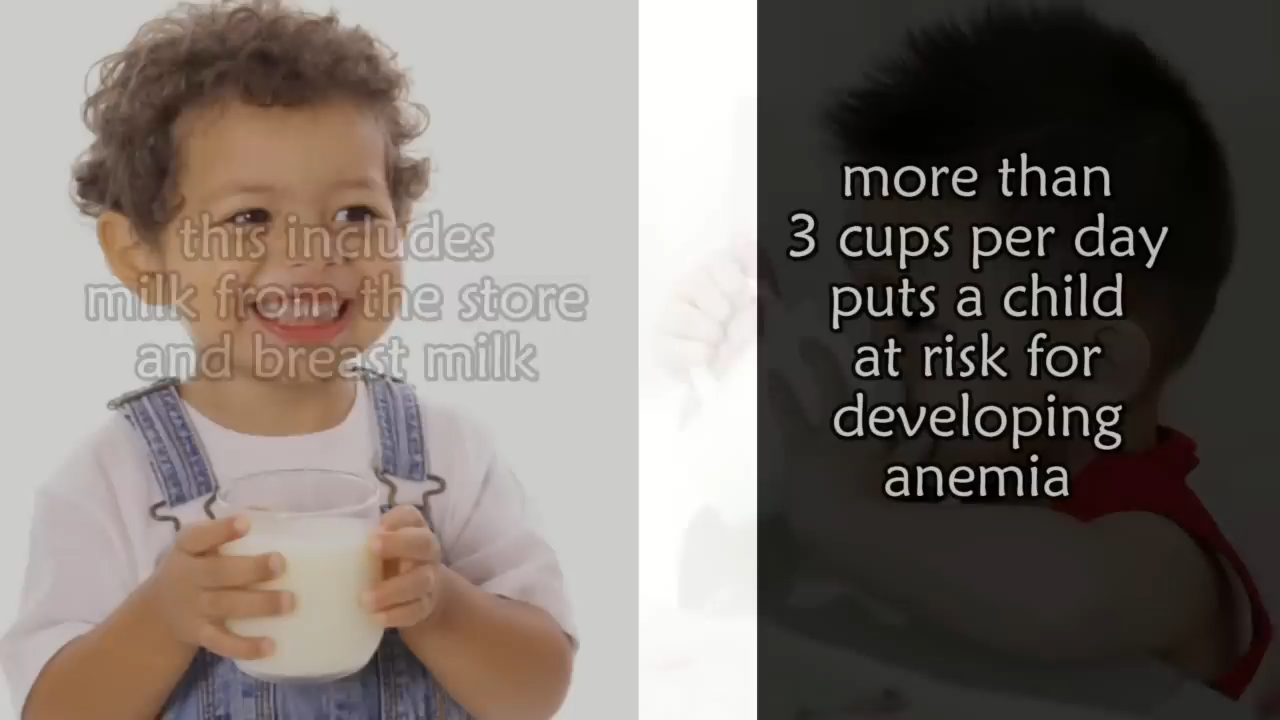 this includes
milk from the store
and breast milk
more than
3 cups per day
puts a child
at risk for
developing
anemia